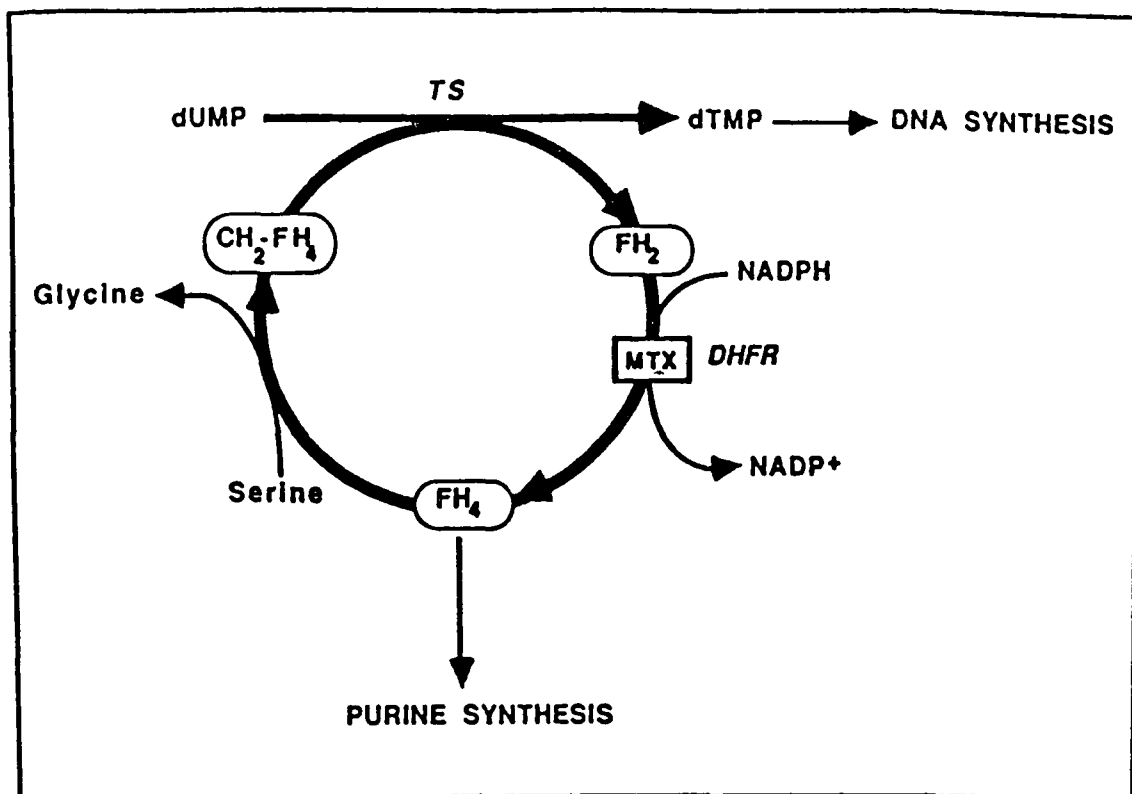 TS
dUMP
dTMP
DNA SYNTHESIS
CH2-FH4
FH2
Glycine
NADPH
MTX
DHFR
NADP+
Serine
FH4
PURINE SYNTHESIS